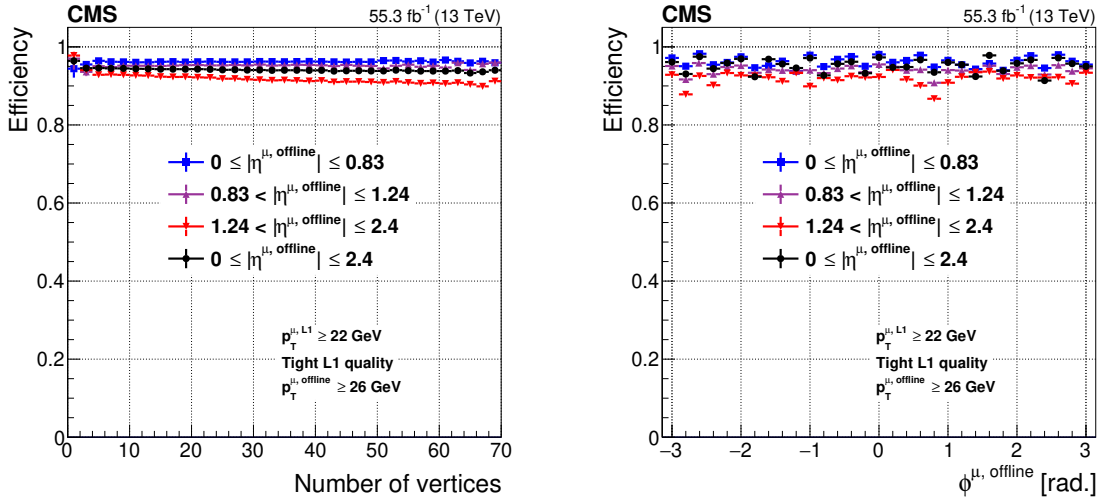 CMS 55.3 fb⁻¹ (13 TeV)
Efficiency
1
0.8
0.6
0.4
0.2
0
0 ≤ |η^{μ, offline}| ≤ 0.83
0.83 < |η^{μ, offline}| ≤ 1.24
1.24 < |η^{μ, offline}| ≤ 2.4
0 ≤ |η^{μ, offline}| ≤ 2.4
p_T^{μ, L1} ≥ 22 GeV
Tight L1 quality
p_T^{μ, offline} ≥ 26 GeV
0 10 20 30 40 50 60 70
Number of vertices
CMS 55.3 fb⁻¹ (13 TeV)
Efficiency
1
0.8
0.6
0.4
0.2
0
0 ≤ |η^{μ, offline}| ≤ 0.83
0.83 < |η^{μ, offline}| ≤ 1.24
1.24 < |η^{μ, offline}| ≤ 2.4
0 ≤ |η^{μ, offline}| ≤ 2.4
p_T^{μ, L1} ≥ 22 GeV
Tight L1 quality
p_T^{μ, offline} ≥ 26 GeV
−3 −2 −1 0 1 2 3
ϕ^{μ, offline} [rad.]